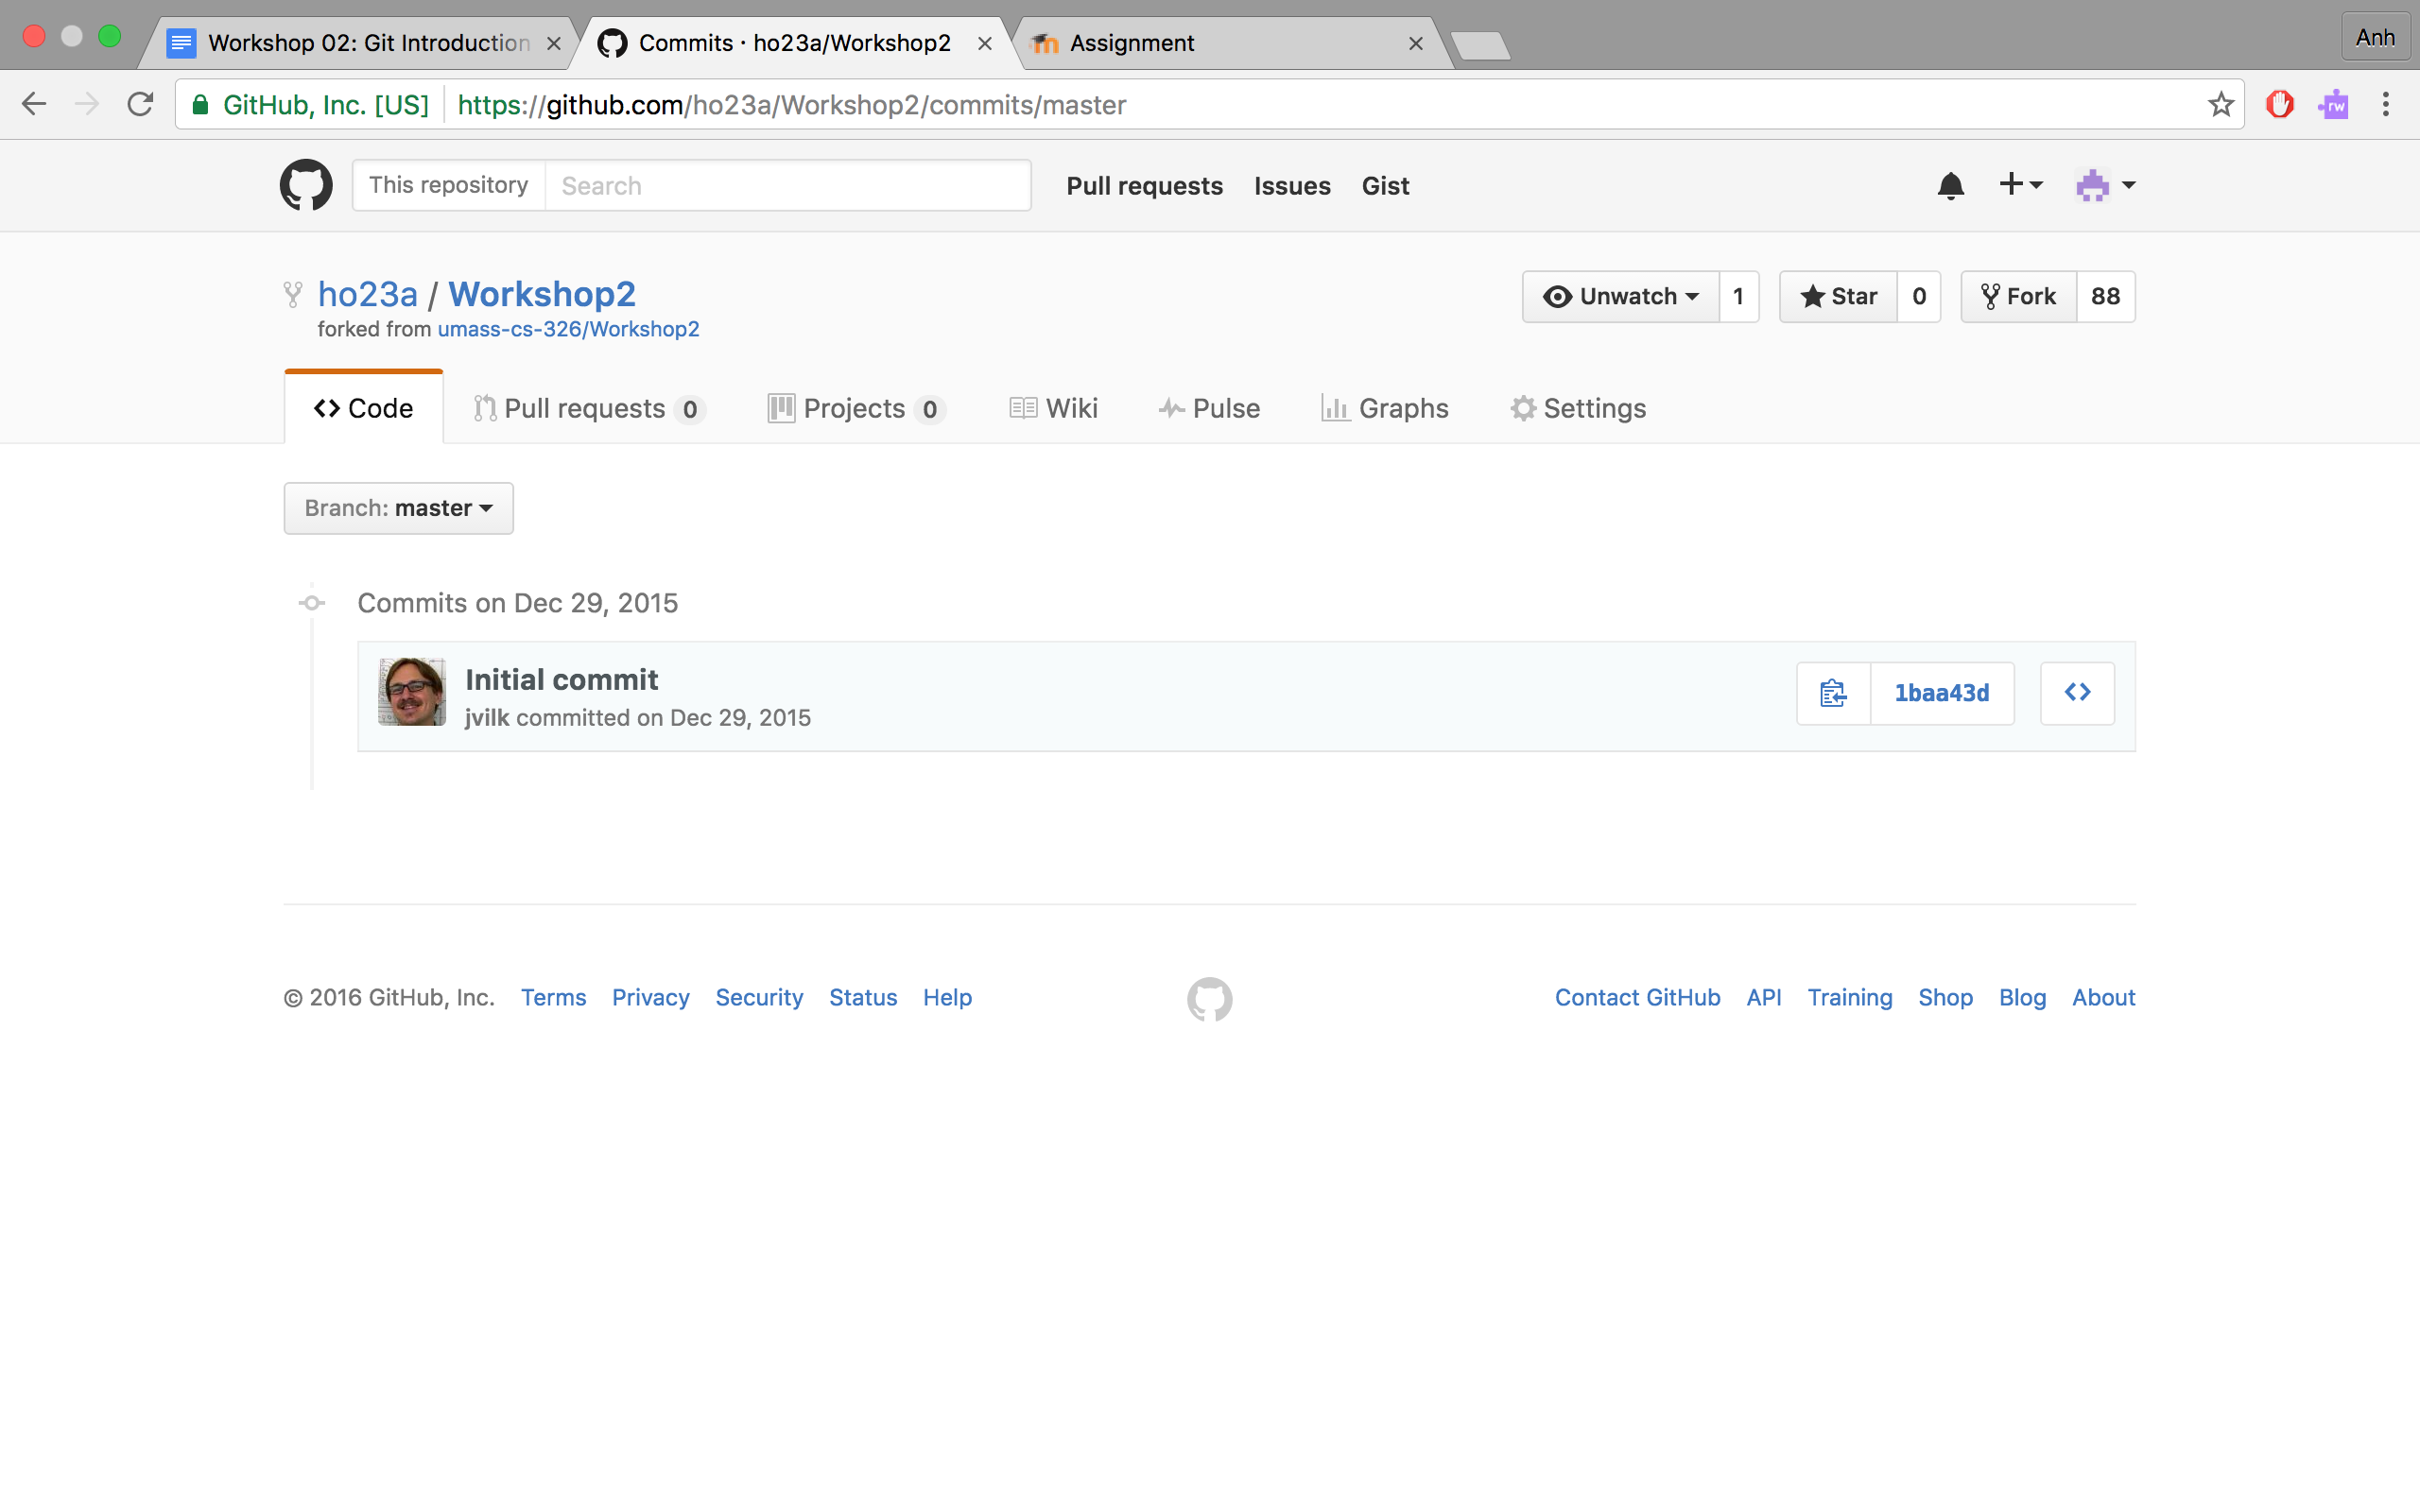 Workshop 02: Git Introduction
Commits · ho23a/Workshop2
Assignment
Anh
GitHub, Inc. [US]
https://github.com/ho23a/Workshop2/commits/master
rw
This repository
Search
Pull requests
Issues
Gist
ho23a / Workshop2
forked from umass-cs-326/Workshop2
Unwatch 1
Star 0
Fork 88
Code
Pull requests 0
Projects 0
Wiki
Pulse
Graphs
Settings
Branch: master
Commits on Dec 29, 2015
Initial commit
jvilk committed on Dec 29, 2015
1baa43d
© 2016 GitHub, Inc. Terms Privacy Security Status Help
Contact GitHub API Training Shop Blog About